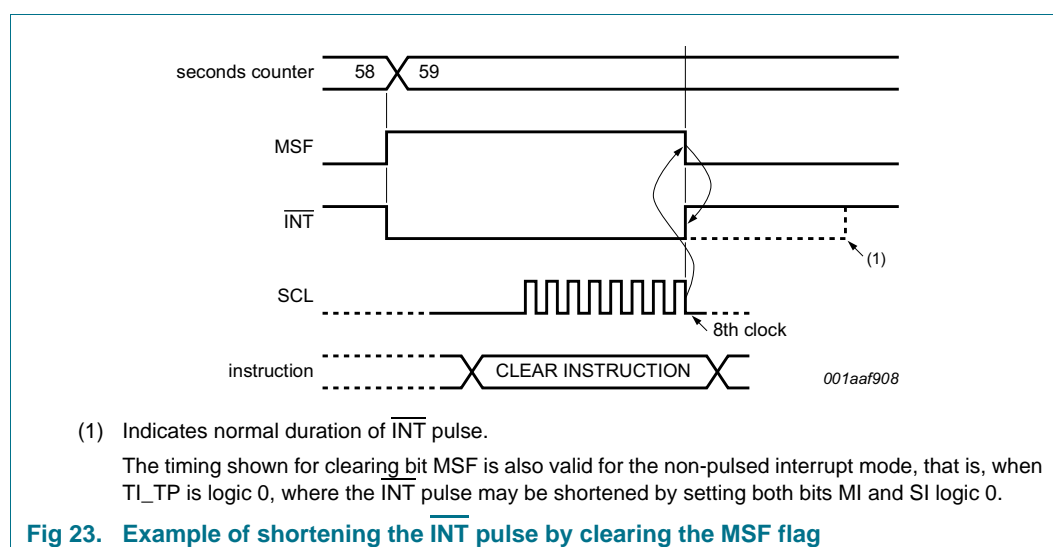 seconds counter 58 59
MSF
INT
(1)
SCL
8th clock
instruction CLEAR INSTRUCTION
001aaf908
(1) Indicates normal duration of INT pulse.
The timing shown for clearing bit MSF is also valid for the non-pulsed interrupt mode, that is, when
TI_TP is logic 0, where the INT pulse may be shortened by setting both bits MI and SI logic 0.
Fig 23. Example of shortening the INT pulse by clearing the MSF flag